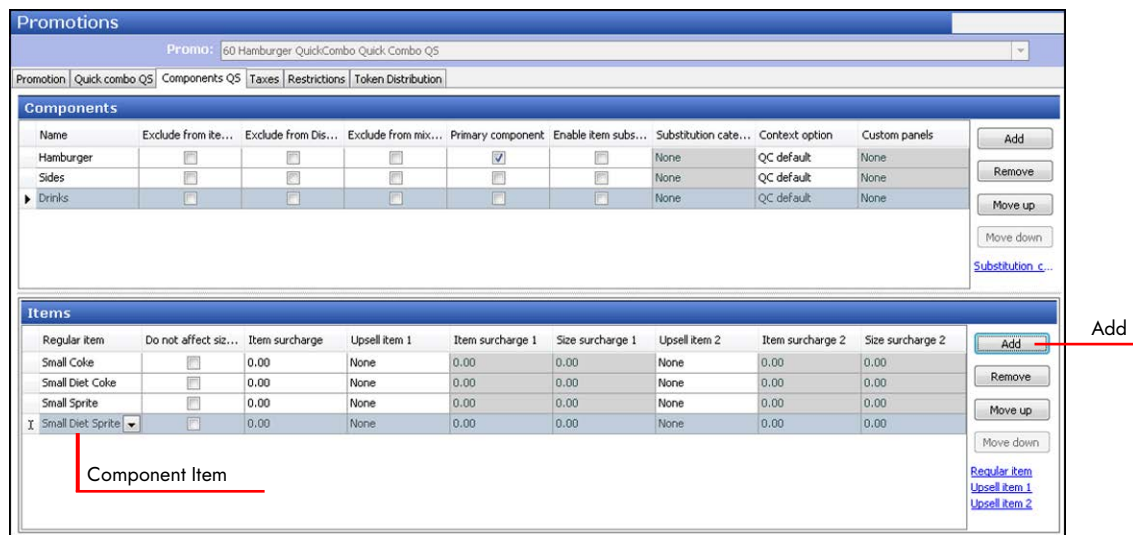 Promotions
Promo: 60 Hamburger QuickCombo Quick Combo QS
Promotion Quick combo QS Components QS Taxes Restrictions Token Distribution
Components
Name Exclude from ite... Exclude from Dis... Exclude from mix... Primary component Enable item subs... Substitution cate... Context option Custom panels
Add
Hamburger None QC default None
Remove
Sides None QC default None
Drinks None QC default None
Move up
Move down
Substitution c...
Items
Regular item Do not affect siz... Item surcharge Upsell item 1 Item surcharge 1 Size surcharge 1 Upsell item 2 Item surcharge 2 Size surcharge 2
Add
Add
Small Coke 0.00 None 0.00 0.00 None 0.00 0.00
Small Diet Coke 0.00 None 0.00 0.00 None 0.00 0.00
Remove
Small Sprite 0.00 None 0.00 0.00 None 0.00 0.00
Move up
Small Diet Sprite 0.00 None 0.00 0.00 None 0.00 0.00
Move down
Component Item
Regular item
Upsell item 1
Upsell item 2